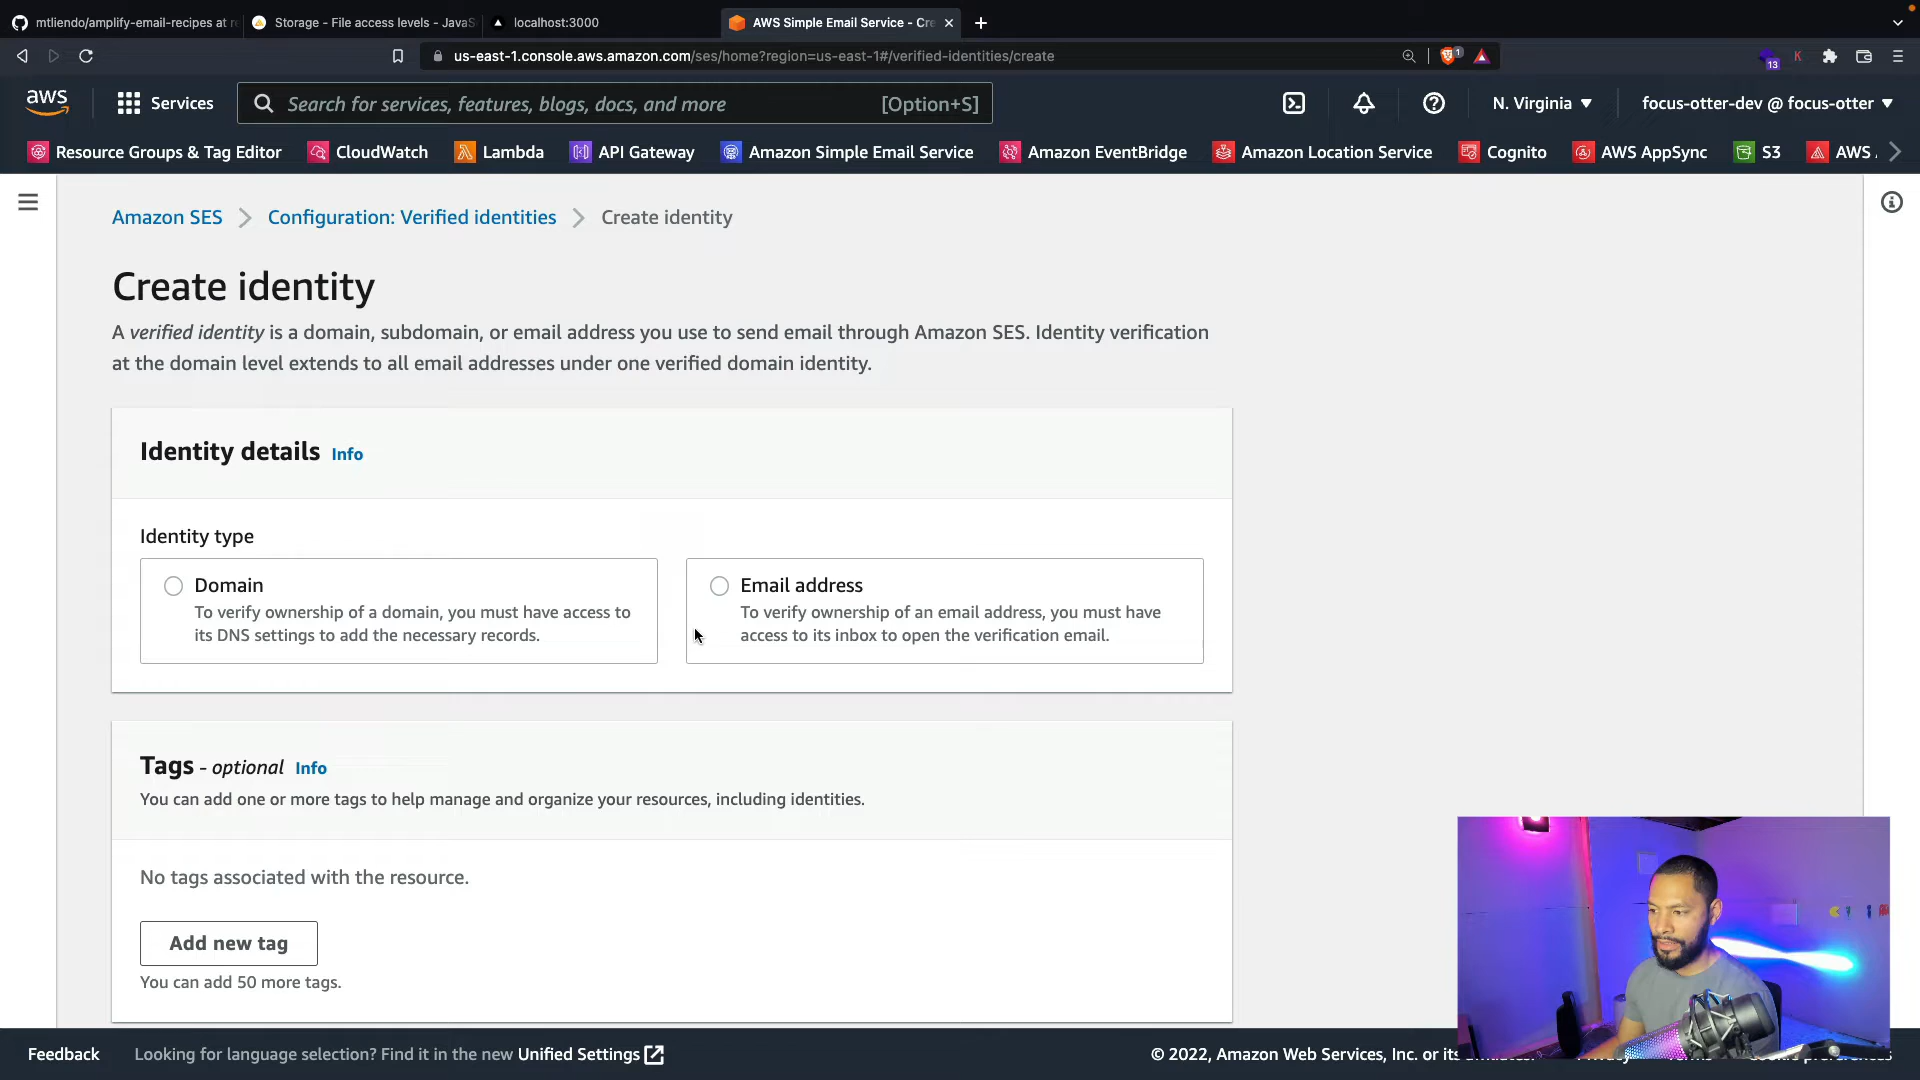 mtliendo/amplify-email-recipes at r
Storage - File access levels - JavaS
localhost:3000
AWS Simple Email Service - Cre
us-east-1.console.aws.amazon.com/ses/home?region=us-east-1#/verified-identities/create
1
13
K
aws
Services
Search for services, features, blogs, docs, and more
[Option+S]
N. Virginia
focus-otter-dev @ focus-otter
Resource Groups & Tag Editor
CloudWatch
Lambda
API Gateway
Amazon Simple Email Service
Amazon EventBridge
Amazon Location Service
Cognito
AWS AppSync
S3
AWS
Amazon SES
Configuration: Verified identities
Create identity
Create identity
A verified identity is a domain, subdomain, or email address you use to send email through Amazon SES. Identity verification
at the domain level extends to all email addresses under one verified domain identity.
Identity details Info
Identity type
Domain
To verify ownership of a domain, you must have access to
its DNS settings to add the necessary records.
Email address
To verify ownership of an email address, you must have
access to its inbox to open the verification email.
Tags - optional Info
You can add one or more tags to help manage and organize your resources, including identities.
No tags associated with the resource.
Add new tag
You can add 50 more tags.
Feedback
Looking for language selection? Find it in the new Unified Settings
© 2022, Amazon Web Services, Inc. or its